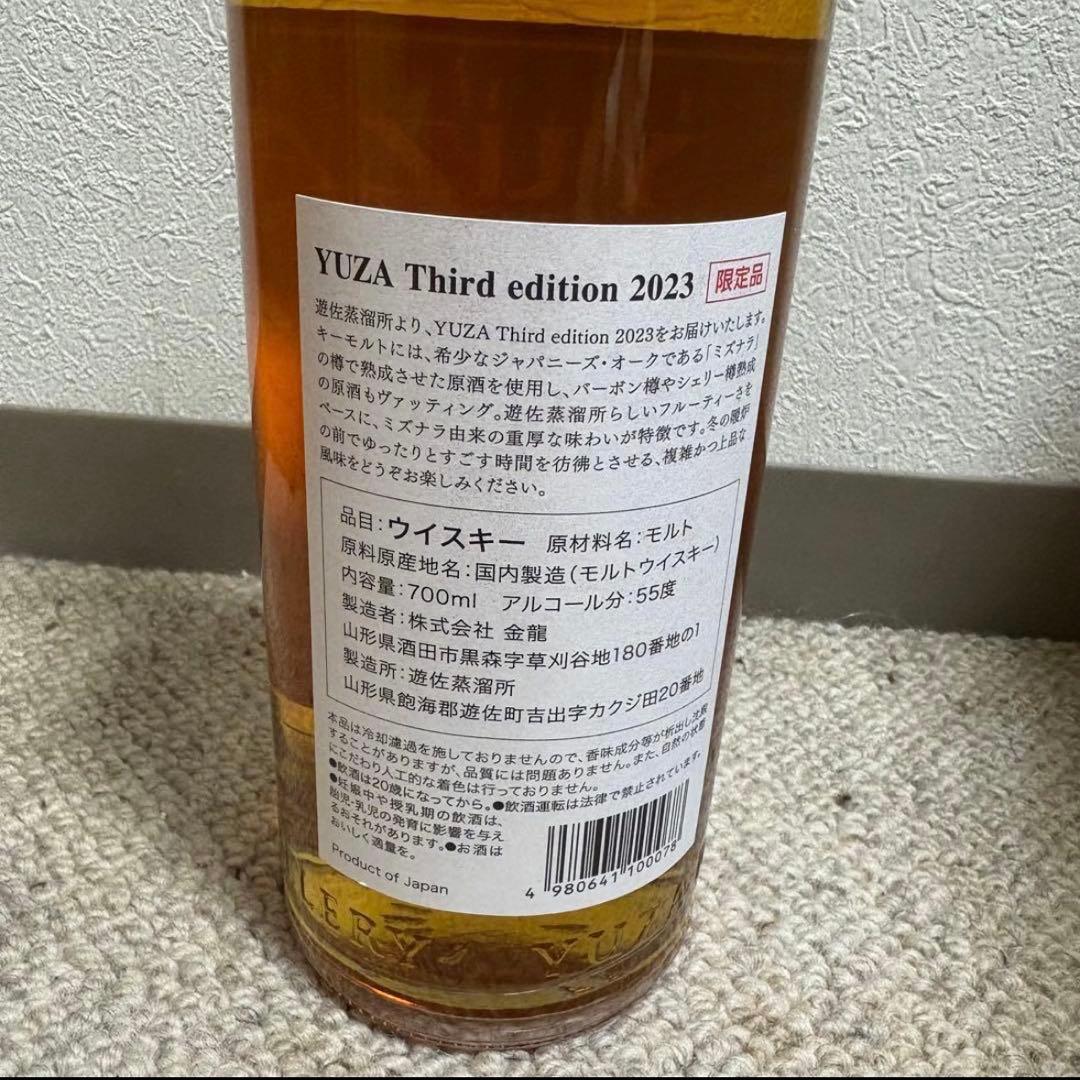 YUZA Third edition 2023 限定品
遊佐蒸溜所より、YUZA Third edition 2023をお届けいたします。
キーモルトには、希少なジャパニーズ・オークである「ミズナラ」
の樽で熟成させた原酒を使用し、バーボン樽やシェリー樽熟成
の原酒もヴァッティング。遊佐蒸溜所らしいフルーティーさを
ベースに、ミズナラ由来の重厚な味わいが特徴です。冬の暖炉
の前でゆったりとすごす時間を彷彿とさせる、複雑かつ上品な
風味をどうぞお楽しみください。
品目:ウイスキー 原材料名:モルト
原料原産地名:国内製造(モルトウイスキー)
内容量:700ml アルコール分:55度
製造者:株式会社 金龍
山形県酒田市黒森字草刈谷地180番地の1
製造所:遊佐蒸溜所
山形県飽海郡遊佐町吉出字カクジ田20番地
本品は冷却濾過を施しておりませんので、香味成分等が析出し沈殿
することがありますが、品質には問題ありません。また、自然の状態
にこだわり人工的な着色は行っておりません。
●飲酒は20歳になってから。●飲酒運転は法律で禁止されています。
●妊娠中や授乳期の飲酒は、
胎児・乳児の発育に影響を与え
るおそれがあります。●お酒は
おいしく適量を。
Product of Japan
4 980641 100078
LERY, YUZA